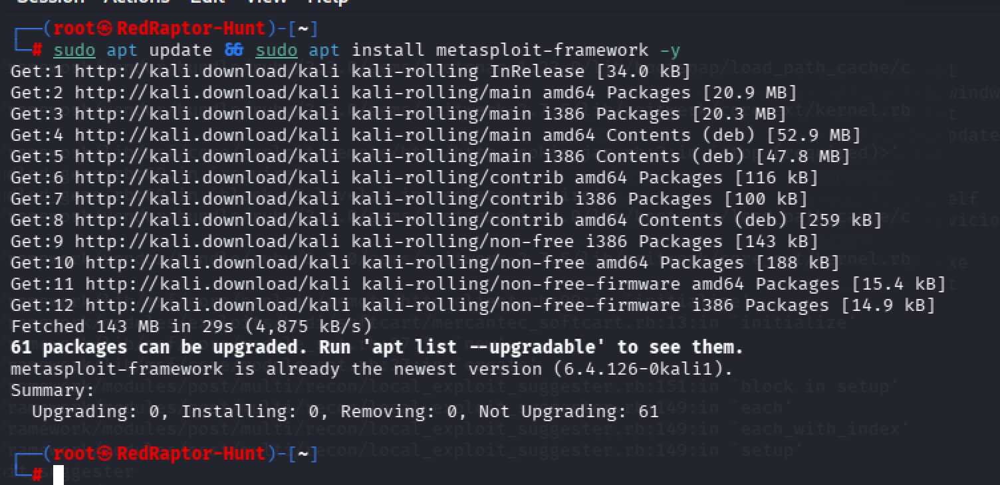 Session Actions Edit View Help
┌──(root㉿RedRaptor-Hunt)-[~]
└─# sudo apt update && sudo apt install metasploit-framework -y
Get:1 http://kali.download/kali kali-rolling InRelease [34.0 kB]
Get:2 http://kali.download/kali kali-rolling/main amd64 Packages [20.9 MB]
Get:3 http://kali.download/kali kali-rolling/main i386 Packages [20.3 MB]
Get:4 http://kali.download/kali kali-rolling/main amd64 Contents (deb) [52.9 MB]
Get:5 http://kali.download/kali kali-rolling/main i386 Contents (deb) [47.8 MB]
Get:6 http://kali.download/kali kali-rolling/contrib amd64 Packages [116 kB]
Get:7 http://kali.download/kali kali-rolling/contrib i386 Packages [100 kB]
Get:8 http://kali.download/kali kali-rolling/contrib amd64 Contents (deb) [259 kB]
Get:9 http://kali.download/kali kali-rolling/non-free i386 Packages [143 kB]
Get:10 http://kali.download/kali kali-rolling/non-free amd64 Packages [188 kB]
Get:11 http://kali.download/kali kali-rolling/non-free-firmware amd64 Packages [15.4 kB]
Get:12 http://kali.download/kali kali-rolling/non-free-firmware i386 Packages [14.9 kB]
Fetched 143 MB in 29s (4,875 kB/s)
61 packages can be upgraded. Run 'apt list --upgradable' to see them.
metasploit-framework is already the newest version (6.4.126-0kali1).
Summary:
  Upgrading: 0, Installing: 0, Removing: 0, Not Upgrading: 61
┌──(root㉿RedRaptor-Hunt)-[~]
└─#